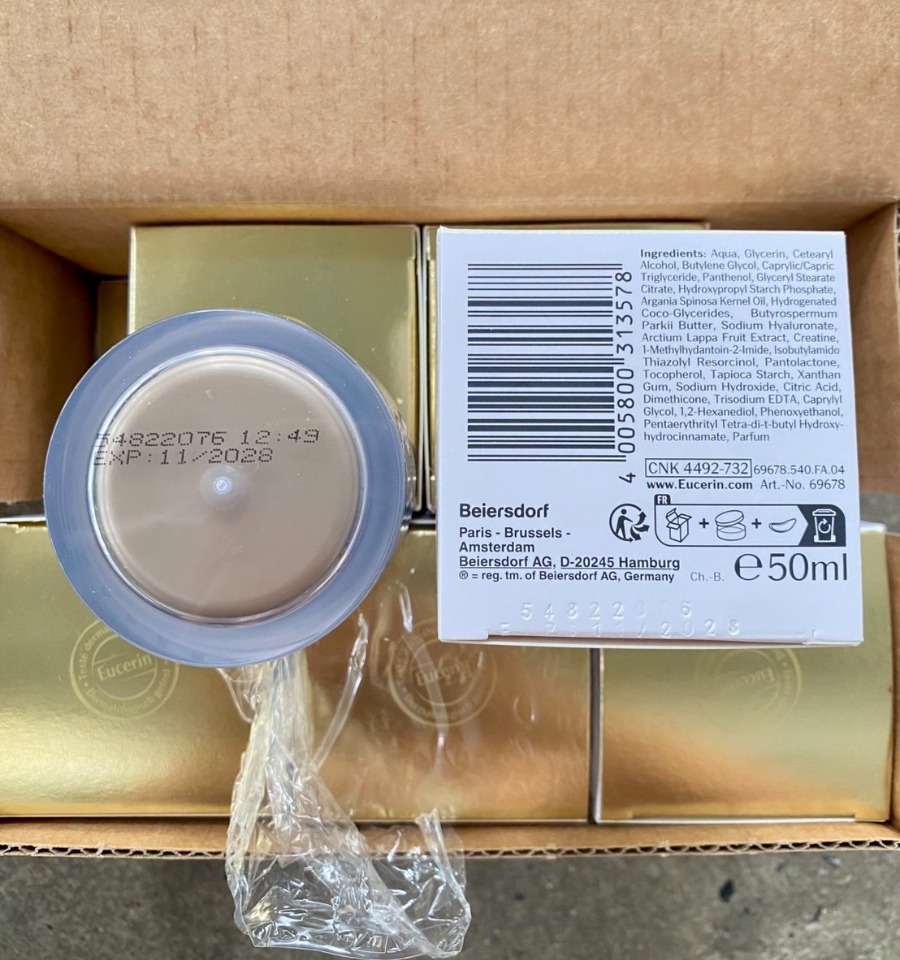 54822076 12:49
EXP:11/2028
4 005800 313578
Ingredients: Aqua, Glycerin, Cetearyl
Alcohol, Butylene Glycol, Caprylic/Capric
Triglyceride, Panthenol, Glyceryl Stearate
Citrate, Hydroxypropyl Starch Phosphate,
Argania Spinosa Kernel Oil, Hydrogenated
Coco-Glycerides, Butyrospermum
Parkii Butter, Sodium Hyaluronate,
Arctium Lappa Fruit Extract, Creatine,
1-Methylhydantoin-2-Imide, Isobutylamido
Thiazolyl Resorcinol, Pantolactone,
Tocopherol, Tapioca Starch, Xanthan
Gum, Sodium Hydroxide, Citric Acid,
Dimethicone, Trisodium EDTA, Caprylyl
Glycol, 1,2-Hexanediol, Phenoxyethanol,
Pentaerythrityl Tetra-di-t-butyl Hydroxy-
hydrocinnamate, Parfum
CNK 4492-732 69678.540.FA.04
www.Eucerin.com Art.-No. 69678
FR
Beiersdorf
Paris - Brussels -
Amsterdam
Beiersdorf AG, D-20245 Hamburg
® = reg. tm. of Beiersdorf AG, Germany
Ch.-B.
e 50ml
Eucerin
Eucerin